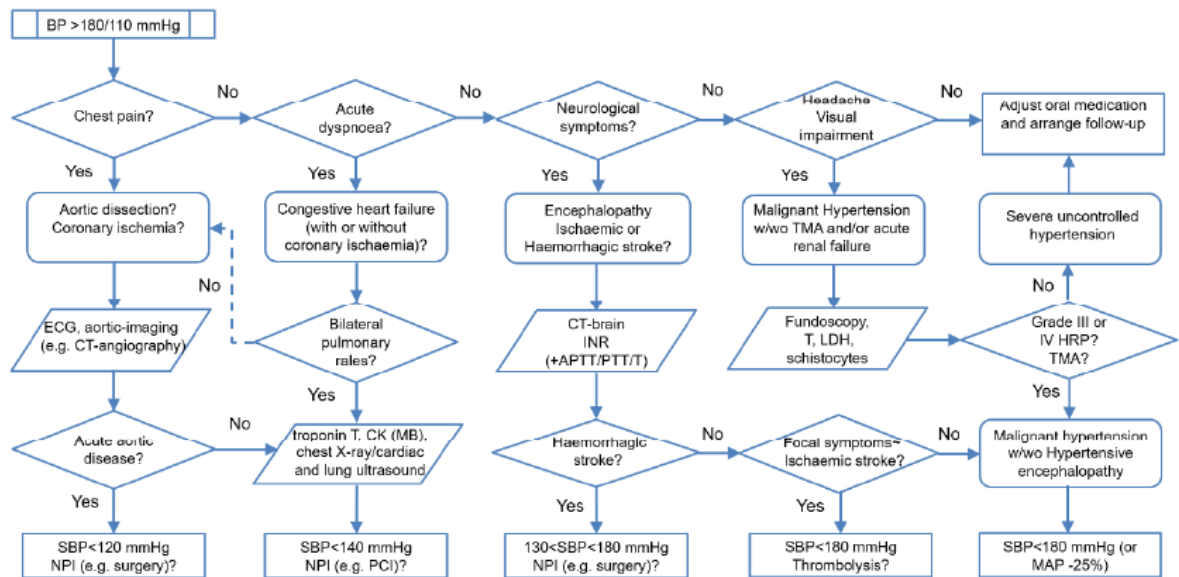 BP >180/110 mmHg
Chest pain?
No
Acute
dyspnoea?
No
Neurological
symptoms?
No
Headache
Visual
impairment
No
Adjust oral medication
and arrange follow-up
Yes
Yes
Yes
Yes
Aortic dissection?
Coronary ischemia?
Congestive heart failure
(with or without
coronary ischaemia)?
Encephalopathy
Ischaemic or
Haemorrhagic stroke?
Malignant Hypertension
w/wo TMA and/or acute
renal failure
Severe uncontrolled
hypertension
No
No
ECG, aortic-imaging
(e.g. CT-angiography)
Bilateral
pulmonary
rales?
CT-brain
INR
(+APTT/PTT/T)
Fundoscopy,
T, LDH,
schistocytes
Grade III or
IV HRP?
TMA?
Yes
Yes
Acute aortic
disease?
No
troponin T, CK (MB),
chest X-ray/cardiac
and lung ultrasound
Haemorrhagic
stroke?
No
Focal symptoms~
Ischaemic stroke?
No
Malignant hypertension
w/wo Hypertensive
encephalopathy
Yes
Yes
Yes
SBP<120 mmHg
NPI (e.g. surgery)?
SBP<140 mmHg
NPI (e.g. PCI)?
130<SBP<180 mmHg
NPI (e.g. surgery)?
SBP<180 mmHg
Thrombolysis?
SBP<180 mmHg (or
MAP -25%)